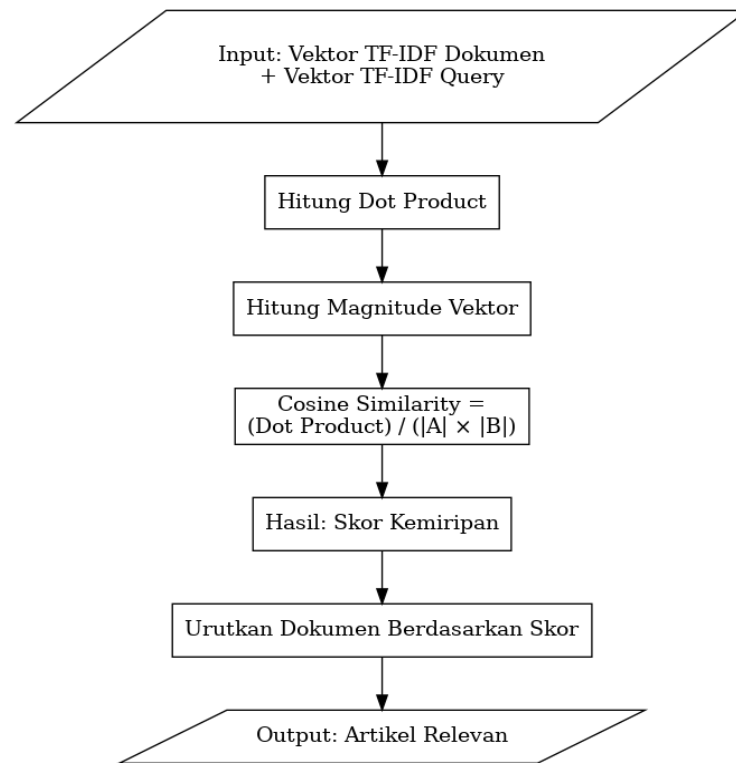 Input: Vektor TF-IDF Dokumen
+ Vektor TF-IDF Query
Hitung Dot Product
Hitung Magnitude Vektor
Cosine Similarity =
(Dot Product) / (|A| × |B|)
Hasil: Skor Kemiripan
Urutkan Dokumen Berdasarkan Skor
Output: Artikel Relevan